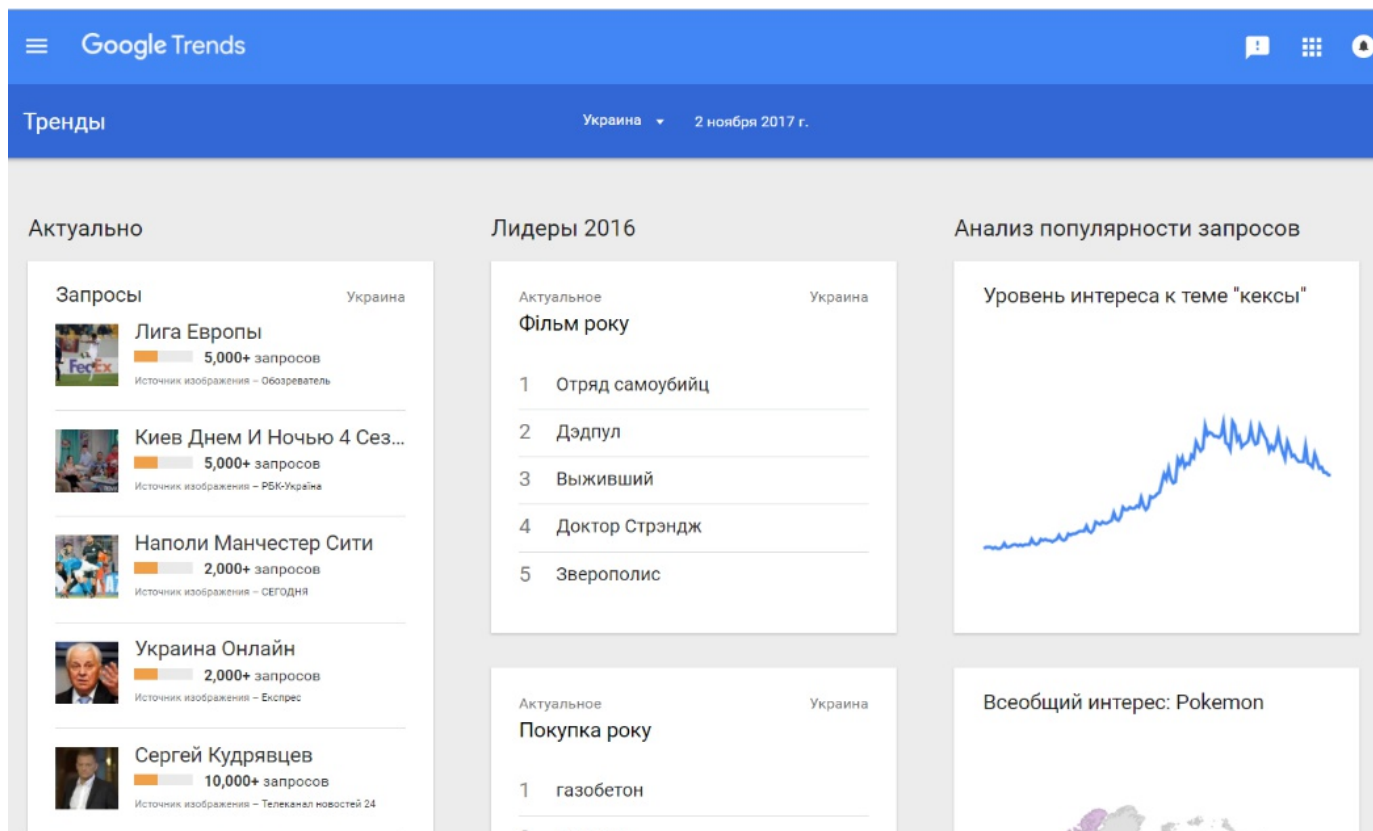 Google Trends
Тренды
Украина
2 ноября 2017 г.
Актуально
Запросы
Украина
Лига Европы
5,000+ запросов
Источник изображения – Обозреватель
FedEx
Киев Днем И Ночью 4 Сез...
5,000+ запросов
Источник изображения – РБК-Україна
Наполи Манчестер Сити
2,000+ запросов
Источник изображения – СЕГОДНЯ
Украина Онлайн
2,000+ запросов
Источник изображения – Експрес
Сергей Кудрявцев
10,000+ запросов
Источник изображения – Телеканал новостей 24
Лидеры 2016
Актуальное
Украина
Фільм року
1 Отряд самоубийц
2 Дэдпул
3 Выживший
4 Доктор Стрэндж
5 Зверополис
Актуальное
Украина
Покупка року
1 газобетон
Анализ популярности запросов
Уровень интереса к теме "кексы"
Всеобщий интерес: Pokemon